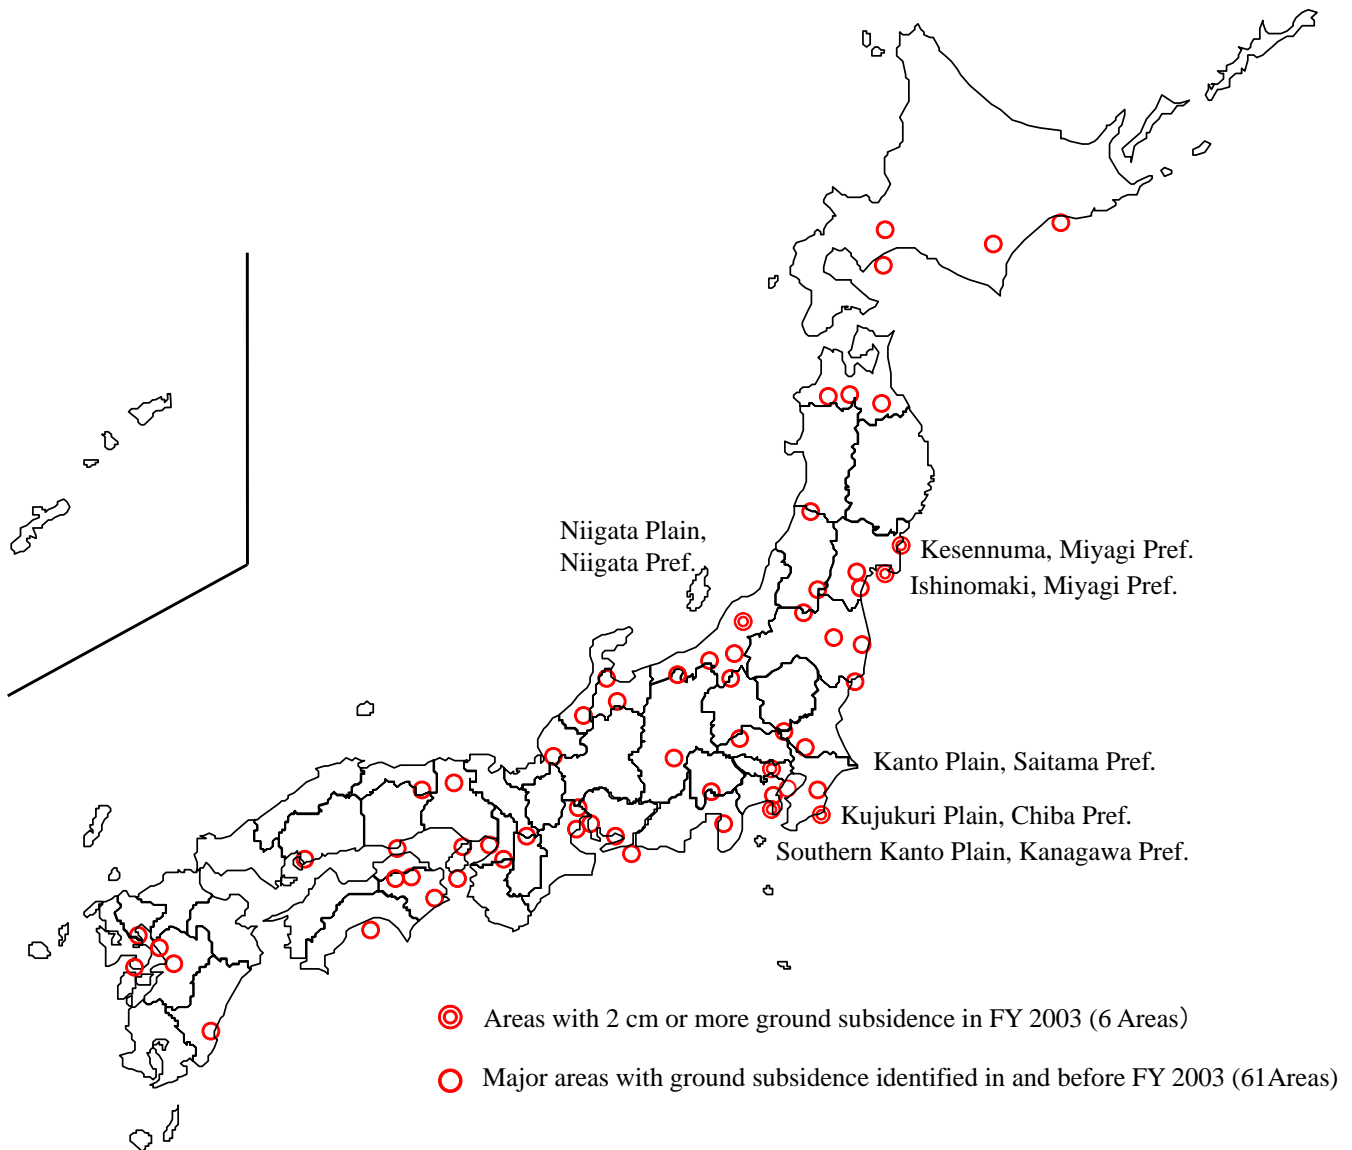 Niigata Plain,
Niigata Pref.
Kesennuma, Miyagi Pref.
Ishinomaki, Miyagi Pref.
Kanto Plain, Saitama Pref.
Kujukuri Plain, Chiba Pref.
Southern Kanto Plain, Kanagawa Pref.
Areas with 2 cm or more ground subsidence in FY 2003 (6 Areas）
Major areas with ground subsidence identified in and before FY 2003 (61Areas)